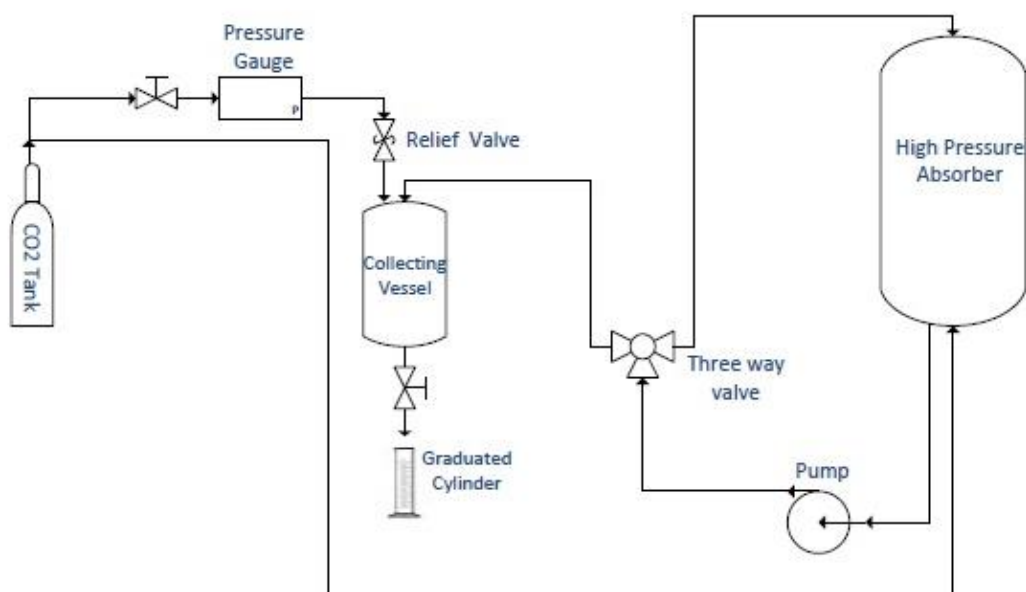 Pressure
Gauge
P
Relief Valve
High Pressure
Absorber
CO2 Tank
Collecting
Vessel
Three way
valve
Graduated
Cylinder
Pump